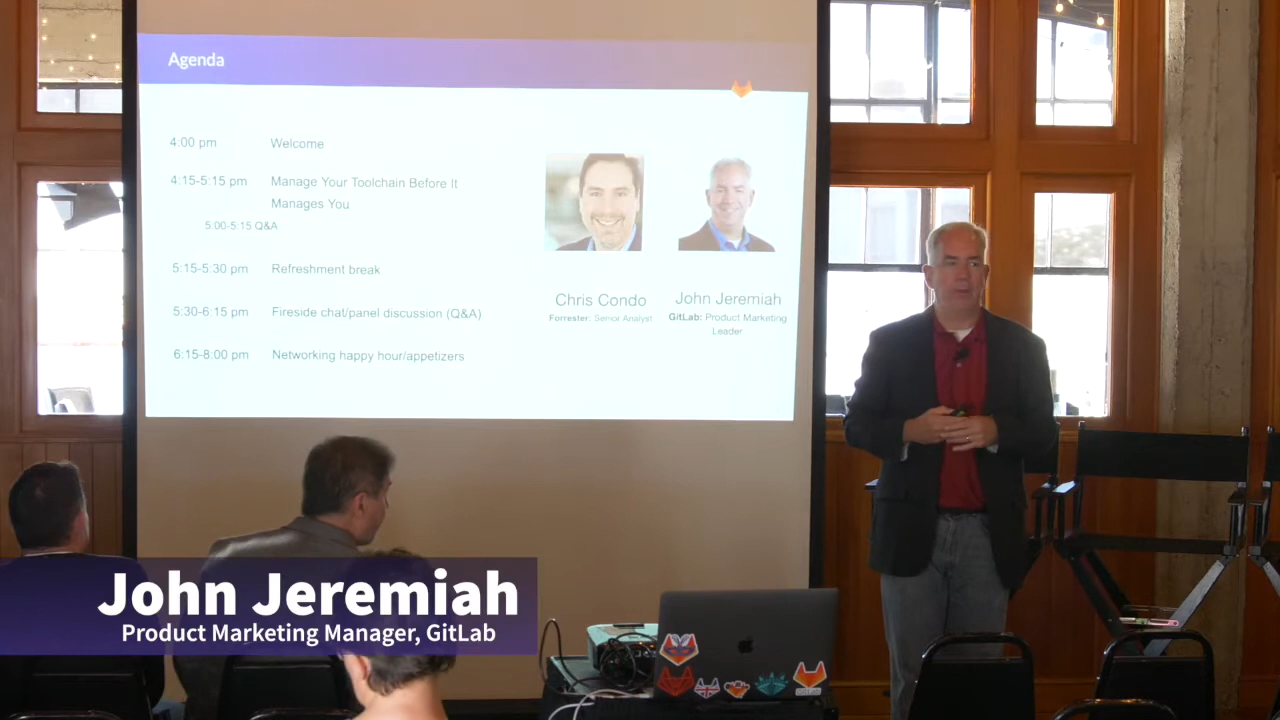 Agenda
4:00 pm Welcome
4:15-5:15 pm Manage Your Toolchain Before It
Manages You
5:00-5:15 Q&A
5:15-5:30 pm Refreshment break
5:30-6:15 pm Fireside chat/panel discussion (Q&A)
6:15-8:00 pm Networking happy hour/appetizers
Chris Condo
Forrester: Senior Analyst
John Jeremiah
GitLab: Product Marketing
Leader
John Jeremiah
Product Marketing Manager, GitLab
GitLab